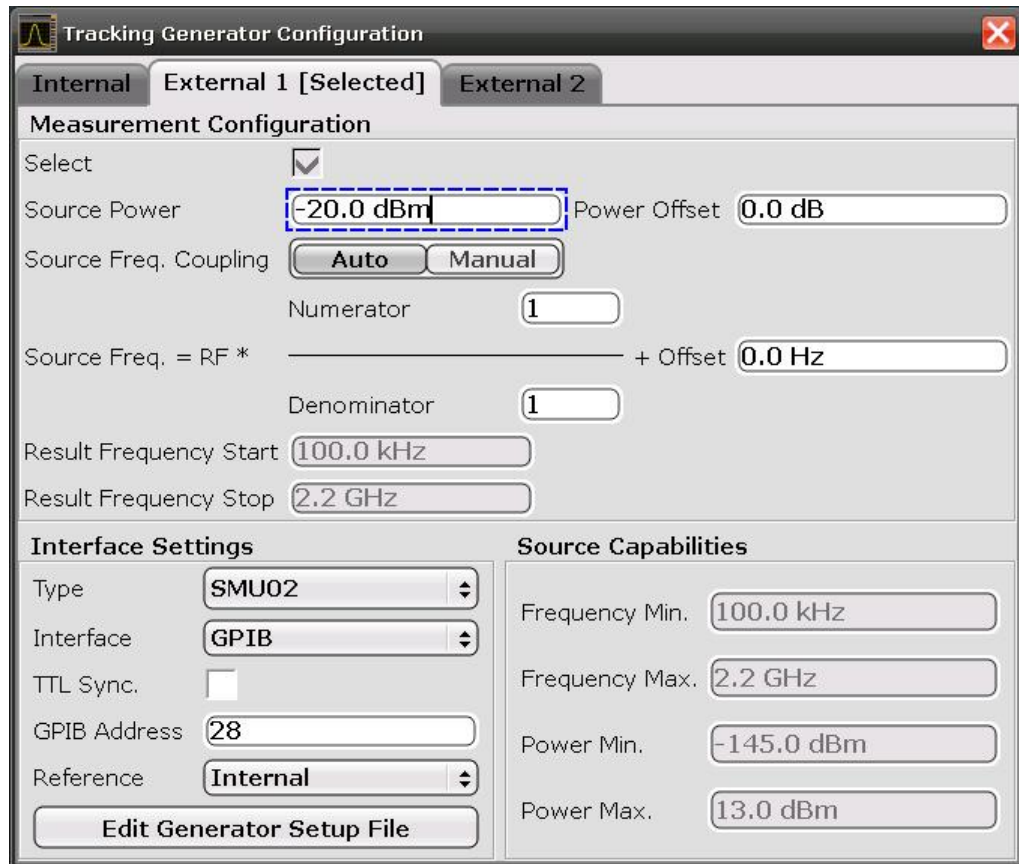 Tracking Generator Configuration
Internal External 1 [Selected] External 2
Measurement Configuration
Select
Source Power -20.0 dBm Power Offset 0.0 dB
Source Freq. Coupling Auto Manual
Numerator 1
Source Freq. = RF * + Offset 0.0 Hz
Denominator 1
Result Frequency Start 100.0 kHz
Result Frequency Stop 2.2 GHz
Interface Settings
Type SMU02
Interface GPIB
TTL Sync.
GPIB Address 28
Reference Internal
Edit Generator Setup File
Source Capabilities
Frequency Min. 100.0 kHz
Frequency Max. 2.2 GHz
Power Min. -145.0 dBm
Power Max. 13.0 dBm